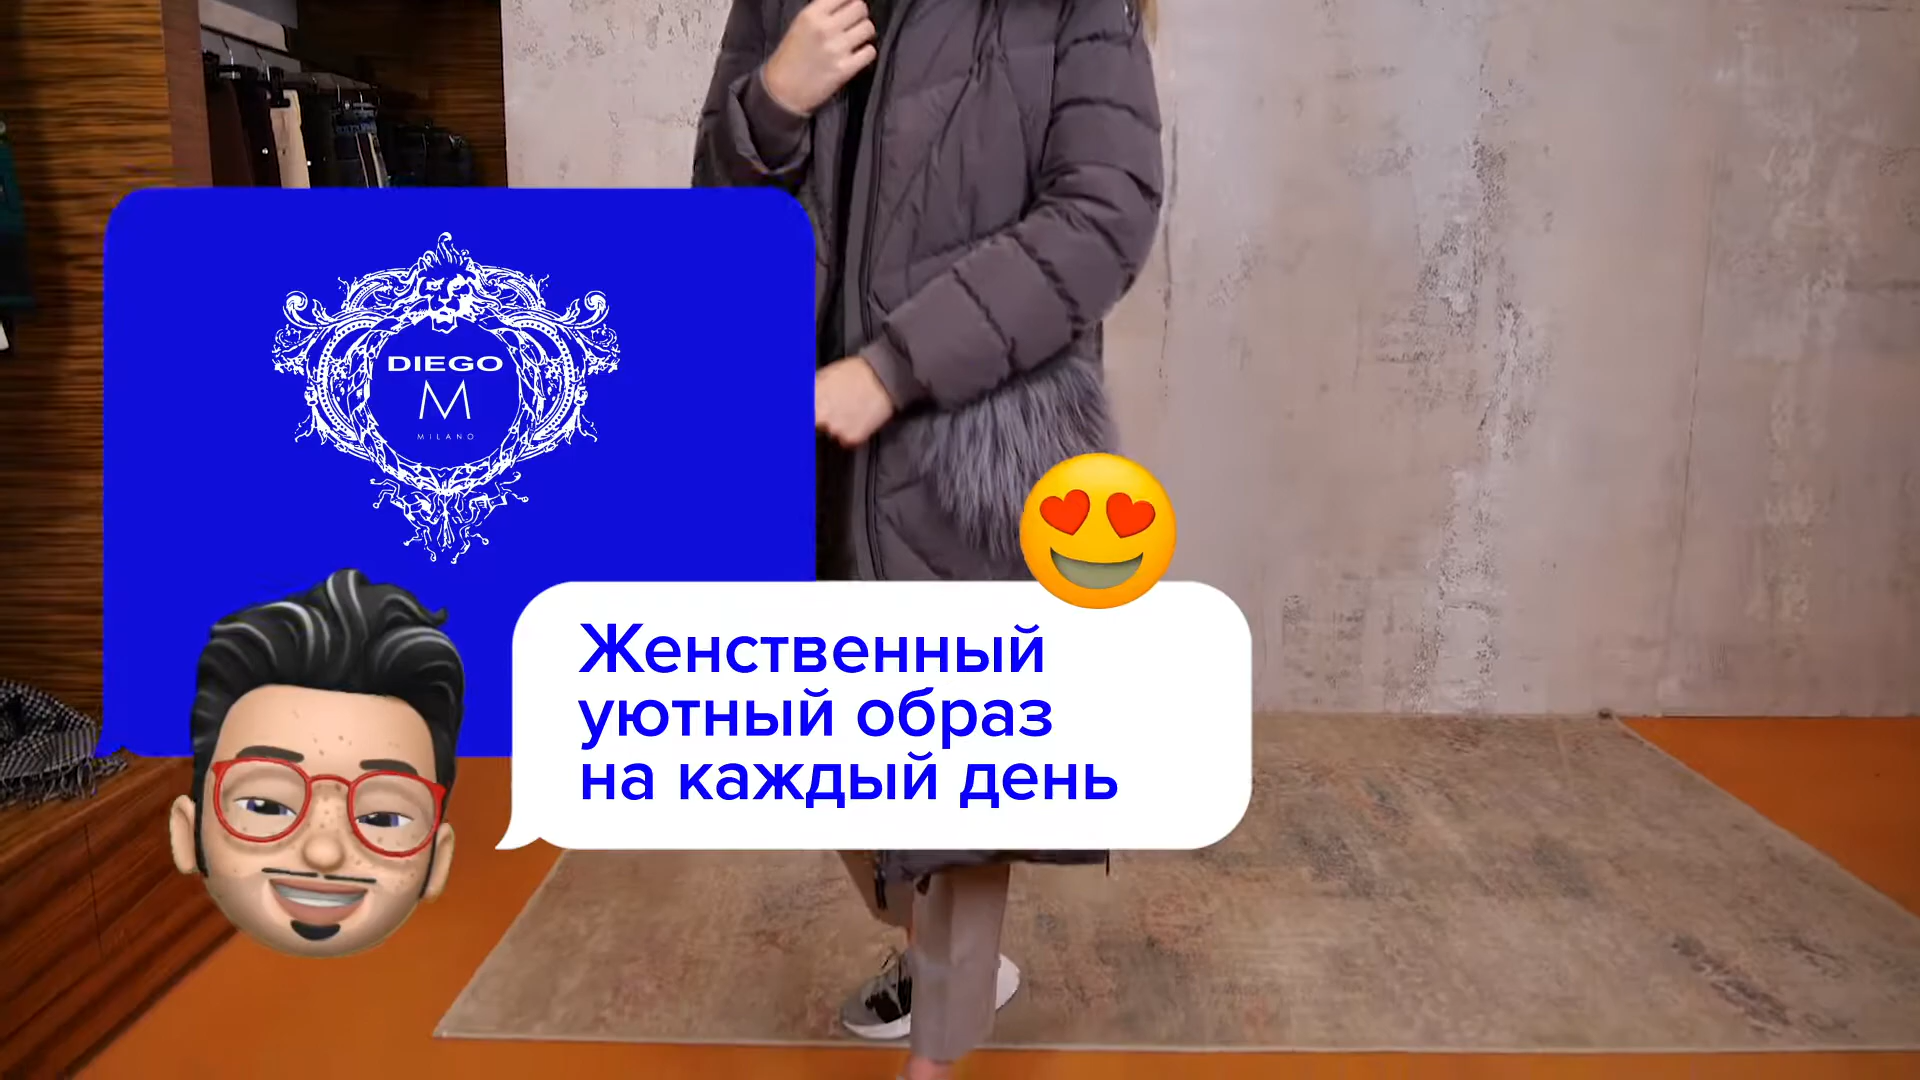 DIEGO
M
MILANO
Женственный
уютный образ
на каждый день